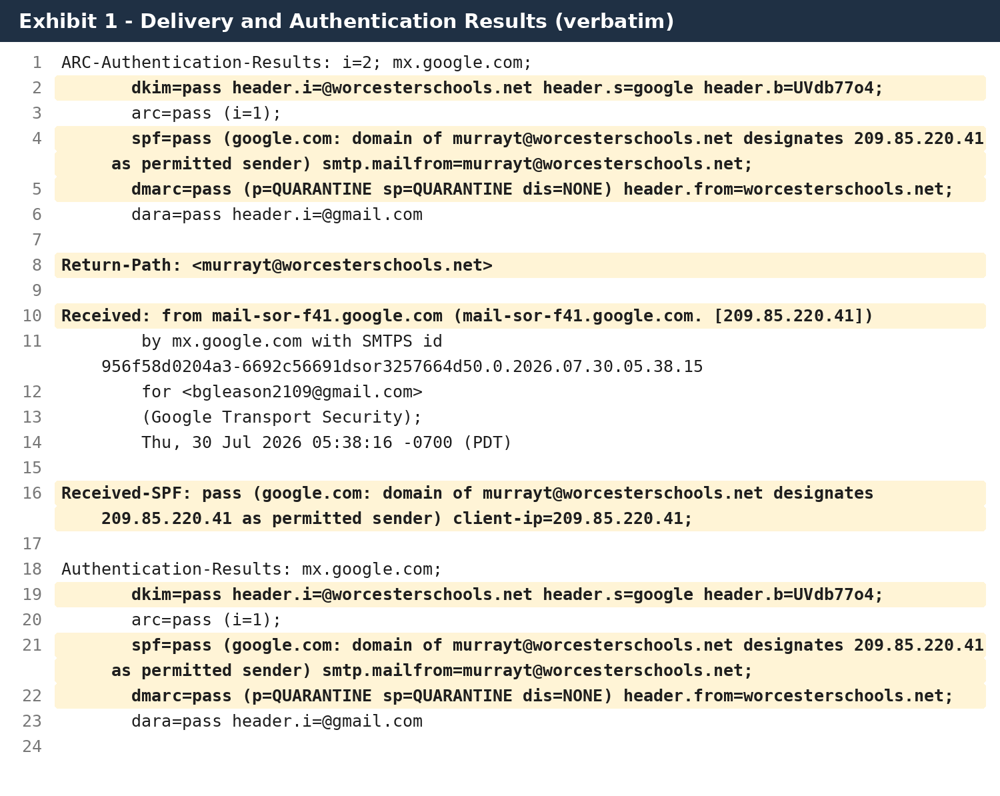 Exhibit 1 - Delivery and Authentication Results (verbatim)
1 ARC-Authentication-Results: i=2; mx.google.com;
2 dkim=pass header.i=@worcesterschools.net header.s=google header.b=UVdb77o4;
3 arc=pass (i=1);
4 spf=pass (google.com: domain of murrayt@worcesterschools.net designates 209.85.220.41
as permitted sender) smtp.mailfrom=murrayt@worcesterschools.net;
5 dmarc=pass (p=QUARANTINE sp=QUARANTINE dis=NONE) header.from=worcesterschools.net;
6 dara=pass header.i=@gmail.com
7
8 Return-Path: <murrayt@worcesterschools.net>
9
10 Received: from mail-sor-f41.google.com (mail-sor-f41.google.com. [209.85.220.41])
11 by mx.google.com with SMTPS id
956f58d0204a3-6692c56691dsor3257664d50.0.2026.07.30.05.38.15
12 for <bgleason2109@gmail.com>
13 (Google Transport Security);
14 Thu, 30 Jul 2026 05:38:16 -0700 (PDT)
15
16 Received-SPF: pass (google.com: domain of murrayt@worcesterschools.net designates
209.85.220.41 as permitted sender) client-ip=209.85.220.41;
17
18 Authentication-Results: mx.google.com;
19 dkim=pass header.i=@worcesterschools.net header.s=google header.b=UVdb77o4;
20 arc=pass (i=1);
21 spf=pass (google.com: domain of murrayt@worcesterschools.net designates 209.85.220.41
as permitted sender) smtp.mailfrom=murrayt@worcesterschools.net;
22 dmarc=pass (p=QUARANTINE sp=QUARANTINE dis=NONE) header.from=worcesterschools.net;
23 dara=pass header.i=@gmail.com
24